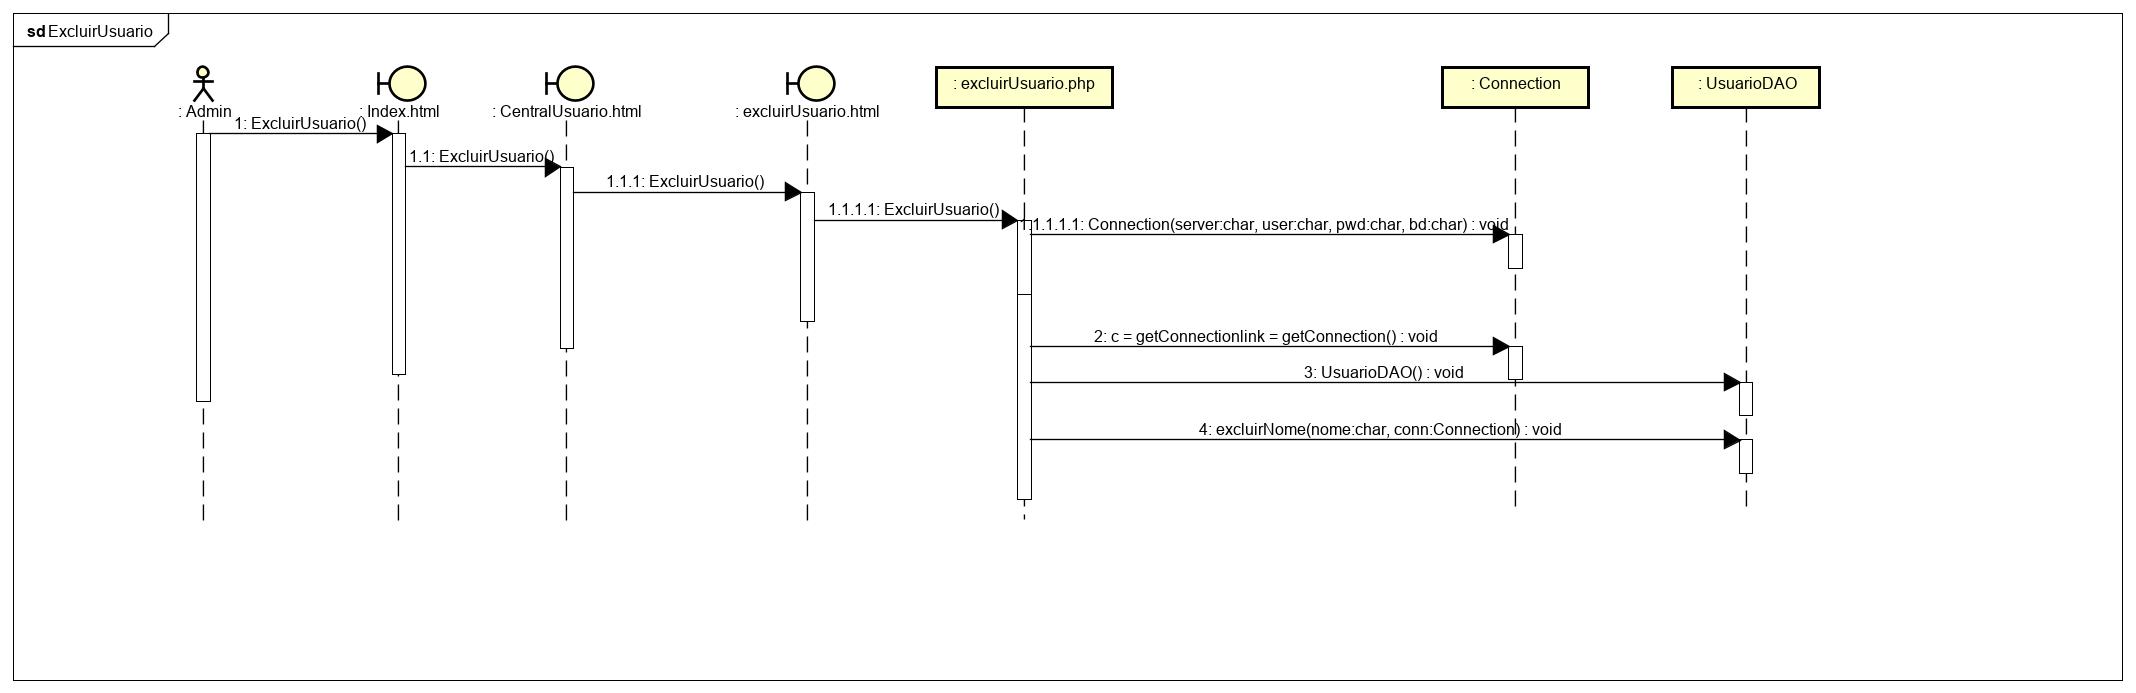 sd ExcluirUsuario
: Admin
: Index.html
: CentralUsuario.html
: excluirUsuario.html
: excluirUsuario.php
: Connection
: UsuarioDAO
1: ExcluirUsuario()
1.1: ExcluirUsuario()
1.1.1: ExcluirUsuario()
1.1.1.1: ExcluirUsuario()
1.1.1.1.1: Connection(server:char, user:char, pwd:char, bd:char) : void
2: c = getConnectionlink = getConnection() : void
3: UsuarioDAO() : void
4: excluirNome(nome:char, conn:Connection) : void